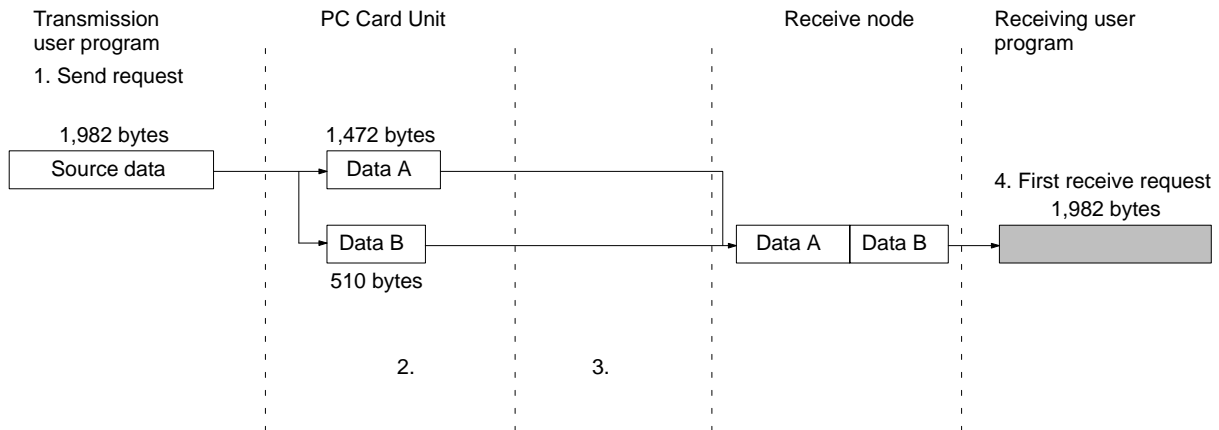 Transmission
user program
PC Card Unit
Receive node
Receiving user
program
1. Send request
1,982 bytes
Source data
1,472 bytes
Data A
Data B
510 bytes
Data A
Data B
4. First receive request
1,982 bytes
2.
3.